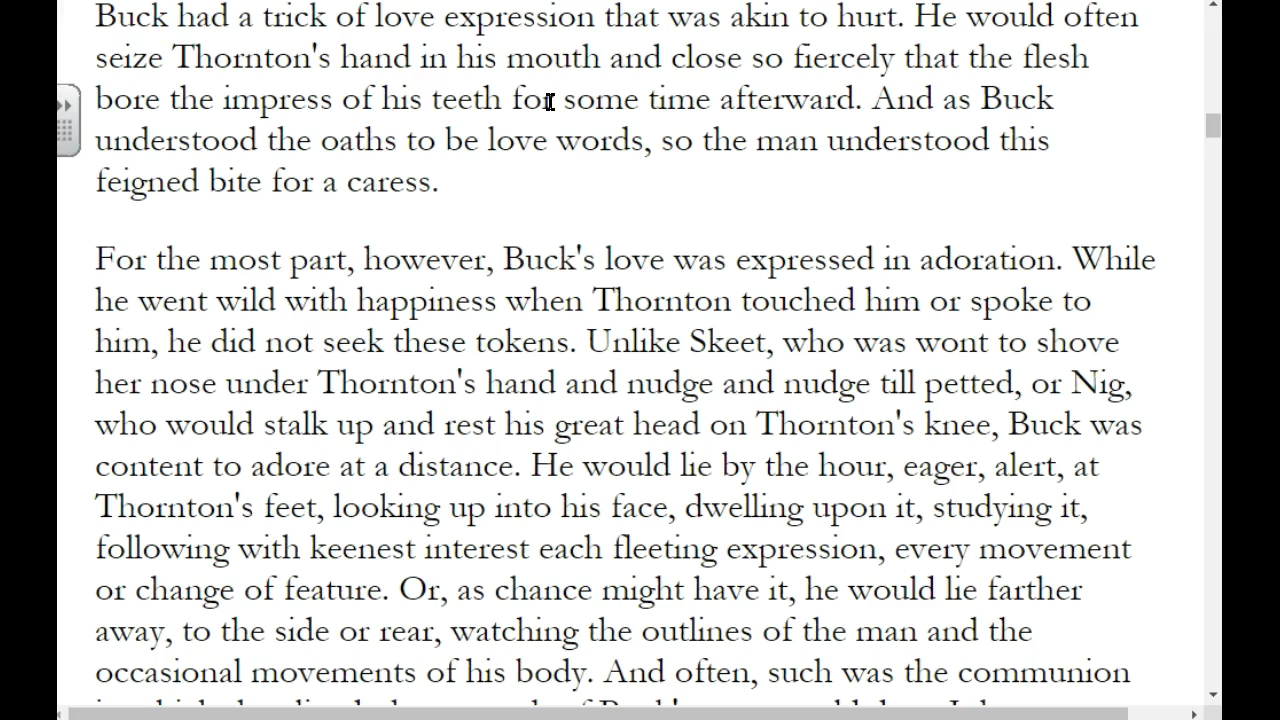 Buck had a trick of love expression that was akin to hurt. He would often
seize Thornton's hand in his mouth and close so fiercely that the flesh
bore the impress of his teeth for some time afterward. And as Buck
understood the oaths to be love words, so the man understood this
feigned bite for a caress.
For the most part, however, Buck's love was expressed in adoration. While
he went wild with happiness when Thornton touched him or spoke to
him, he did not seek these tokens. Unlike Skeet, who was wont to shove
her nose under Thornton's hand and nudge and nudge till petted, or Nig,
who would stalk up and rest his great head on Thornton's knee, Buck was
content to adore at a distance. He would lie by the hour, eager, alert, at
Thornton's feet, looking up into his face, dwelling upon it, studying it,
following with keenest interest each fleeting expression, every movement
or change of feature. Or, as chance might have it, he would lie farther
away, to the side or rear, watching the outlines of the man and the
occasional movements of his body. And often, such was the communion